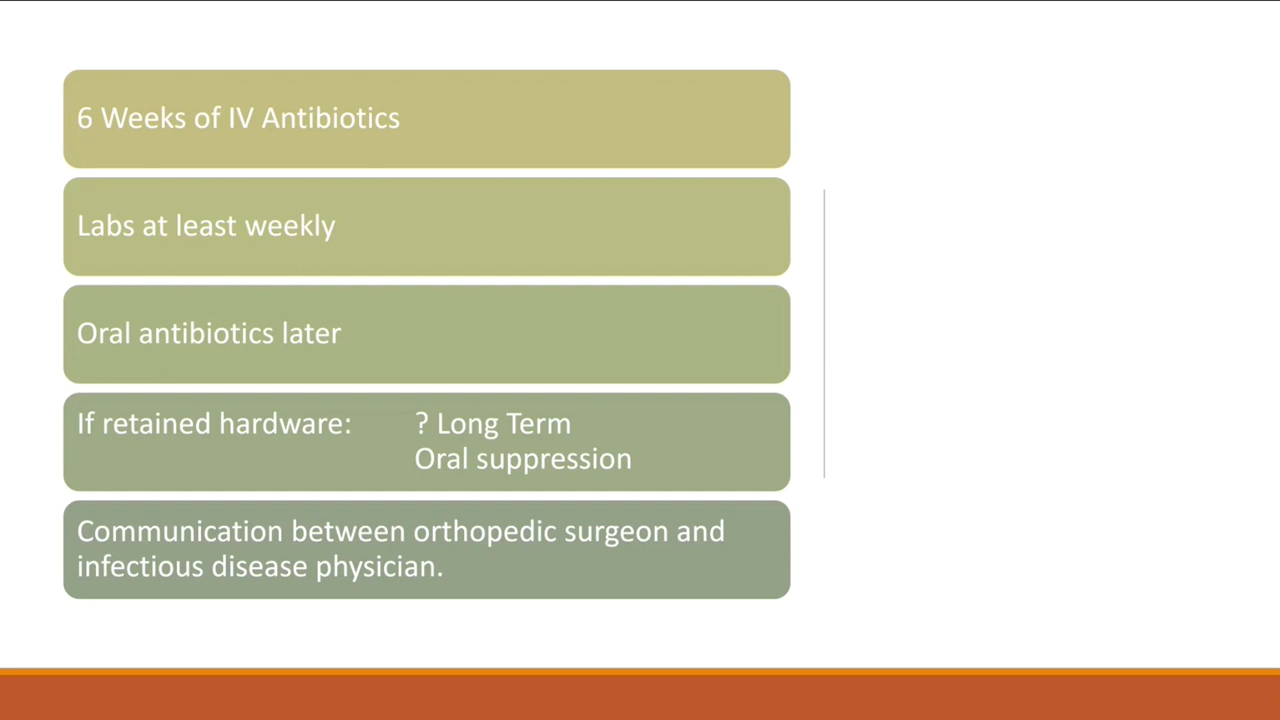 6 Weeks of IV Antibiotics
Labs at least weekly
Oral antibiotics later
If retained hardware: ? Long Term
Oral suppression
Communication between orthopedic surgeon and
infectious disease physician.